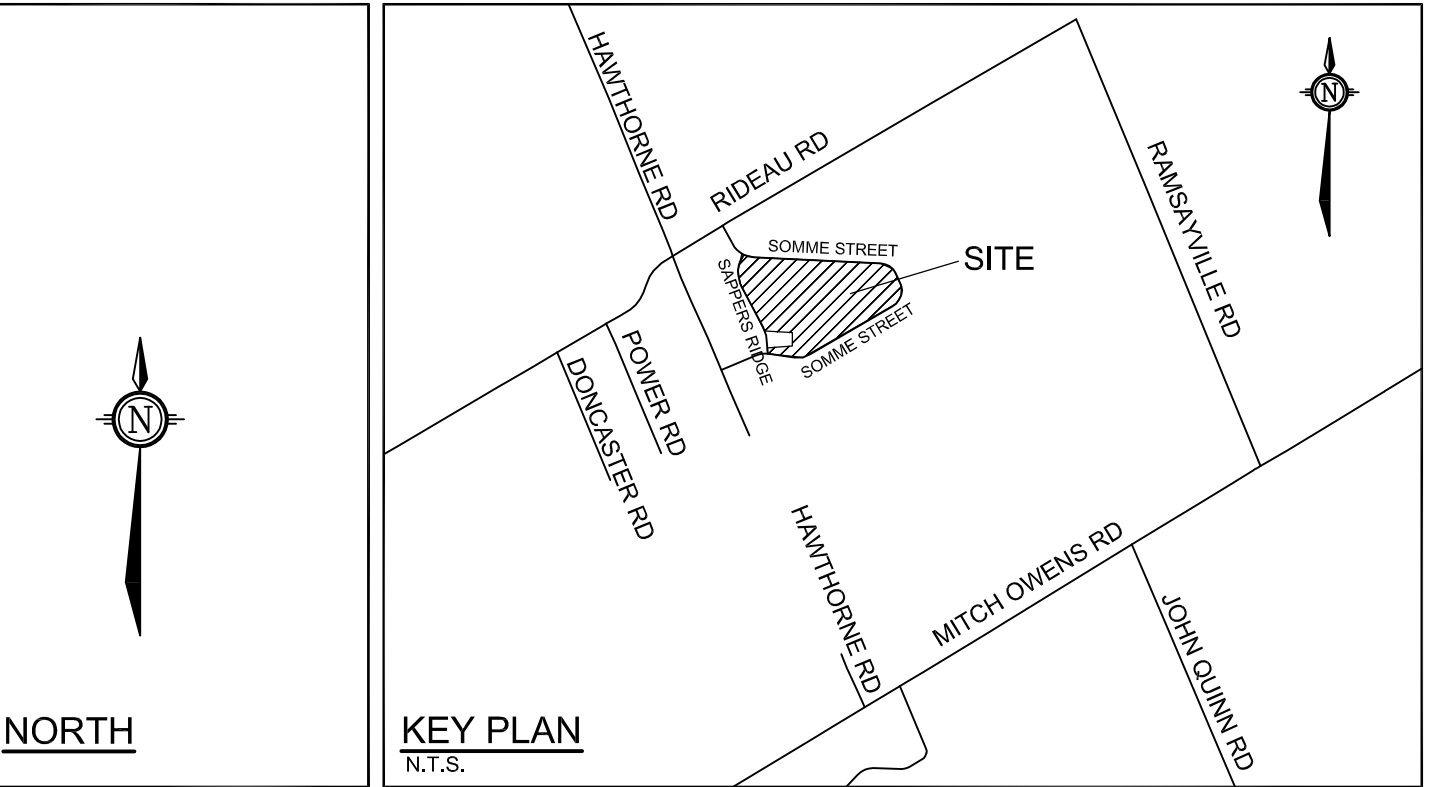 N
NORTH
HAWTHORNE RD
RIDEAU RD
N
RAMSAYVILLE RD
SOMME STREET
SITE
SAPPERS RIDGE
SOMME STREET
POWER RD
DONCASTER RD
HAWTHORNE RD
MITCH OWENS RD
JOHN QUINN RD
KEY PLAN
N.T.S.